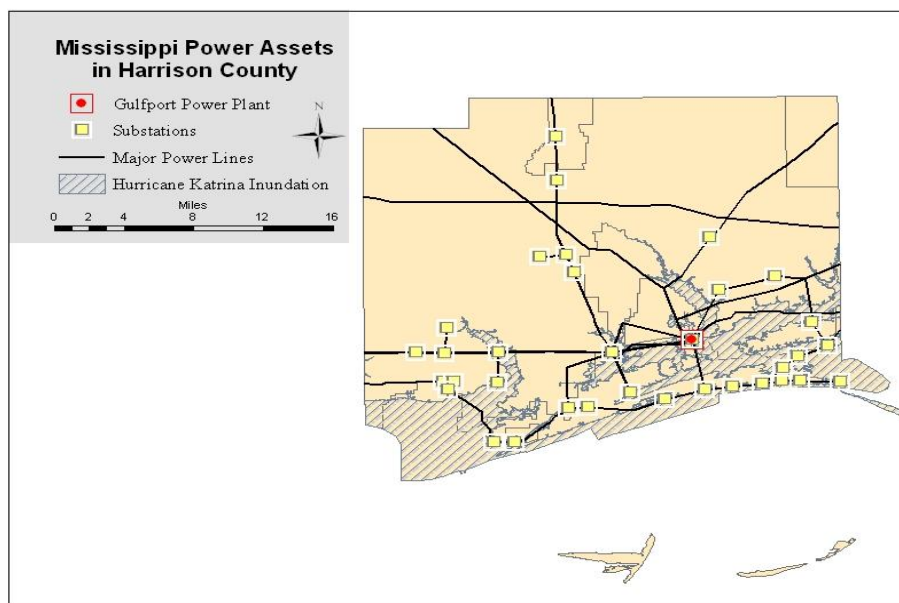 Mississippi Power Assets
in Harrison County
Gulfport Power Plant
N
Substations
Major Power Lines
Hurricane Katrina Inundation
Miles
0 2 4 8 12 16